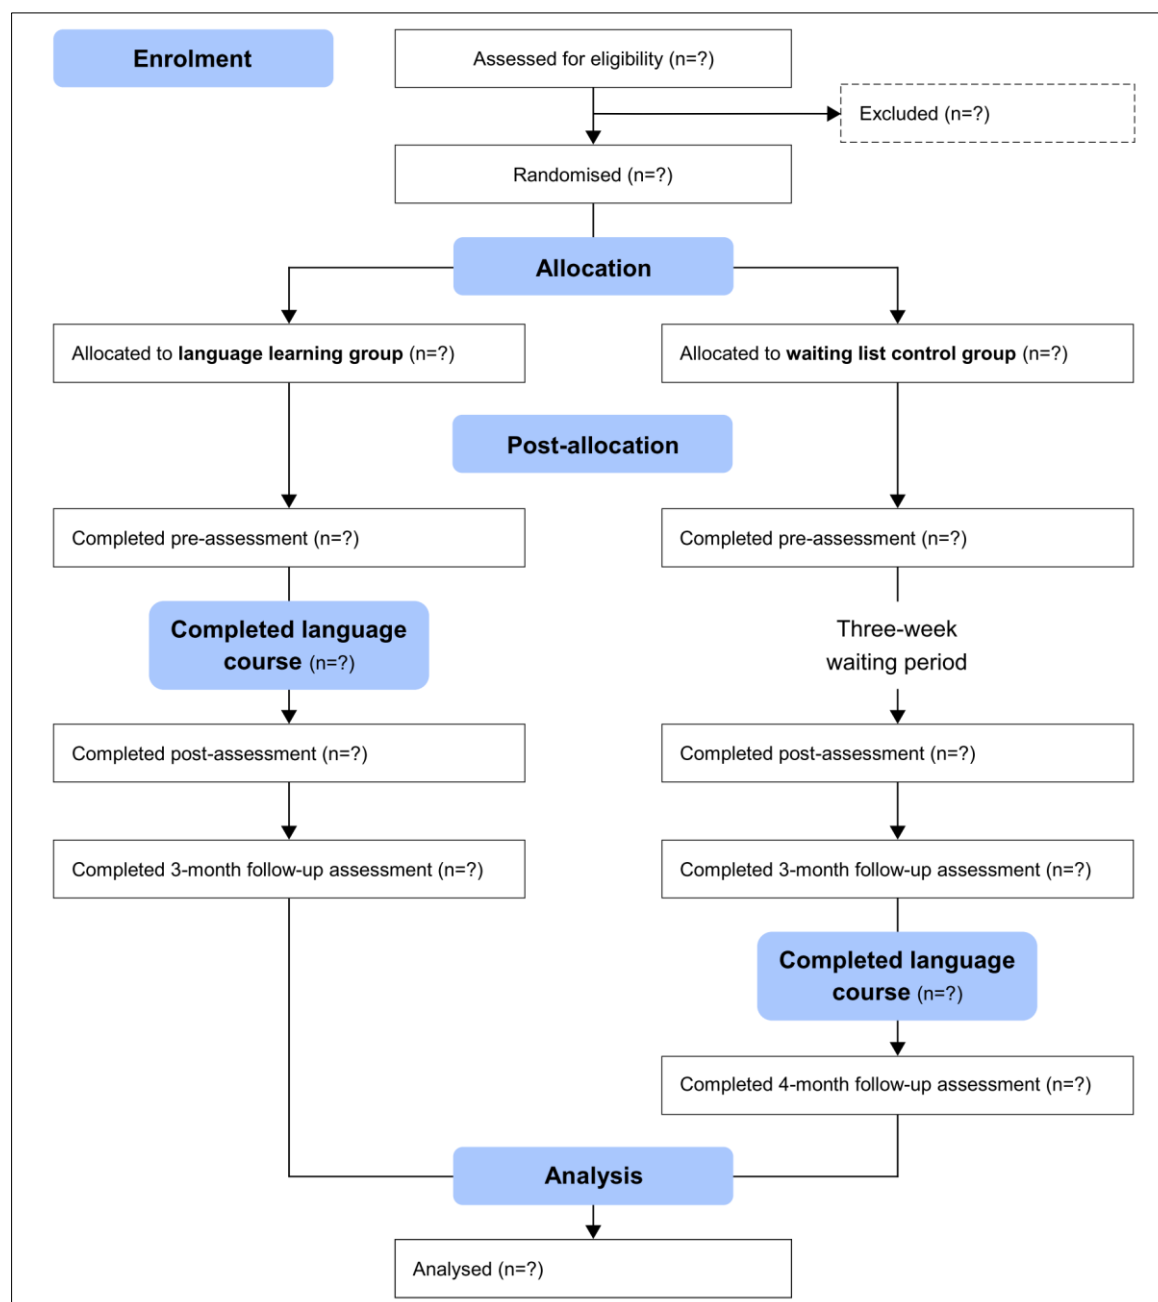 Enrolment
Assessed for eligibility (n=?)
Excluded (n=?)
Randomised (n=?)
Allocation
Allocated to language learning group (n=?)
Allocated to waiting list control group (n=?)
Post-allocation
Completed pre-assessment (n=?)
Completed pre-assessment (n=?)
Completed language
course (n=?)
Three-week
waiting period
Completed post-assessment (n=?)
Completed post-assessment (n=?)
Completed 3-month follow-up assessment (n=?)
Completed 3-month follow-up assessment (n=?)
Completed language
course (n=?)
Completed 4-month follow-up assessment (n=?)
Analysis
Analysed (n=?)